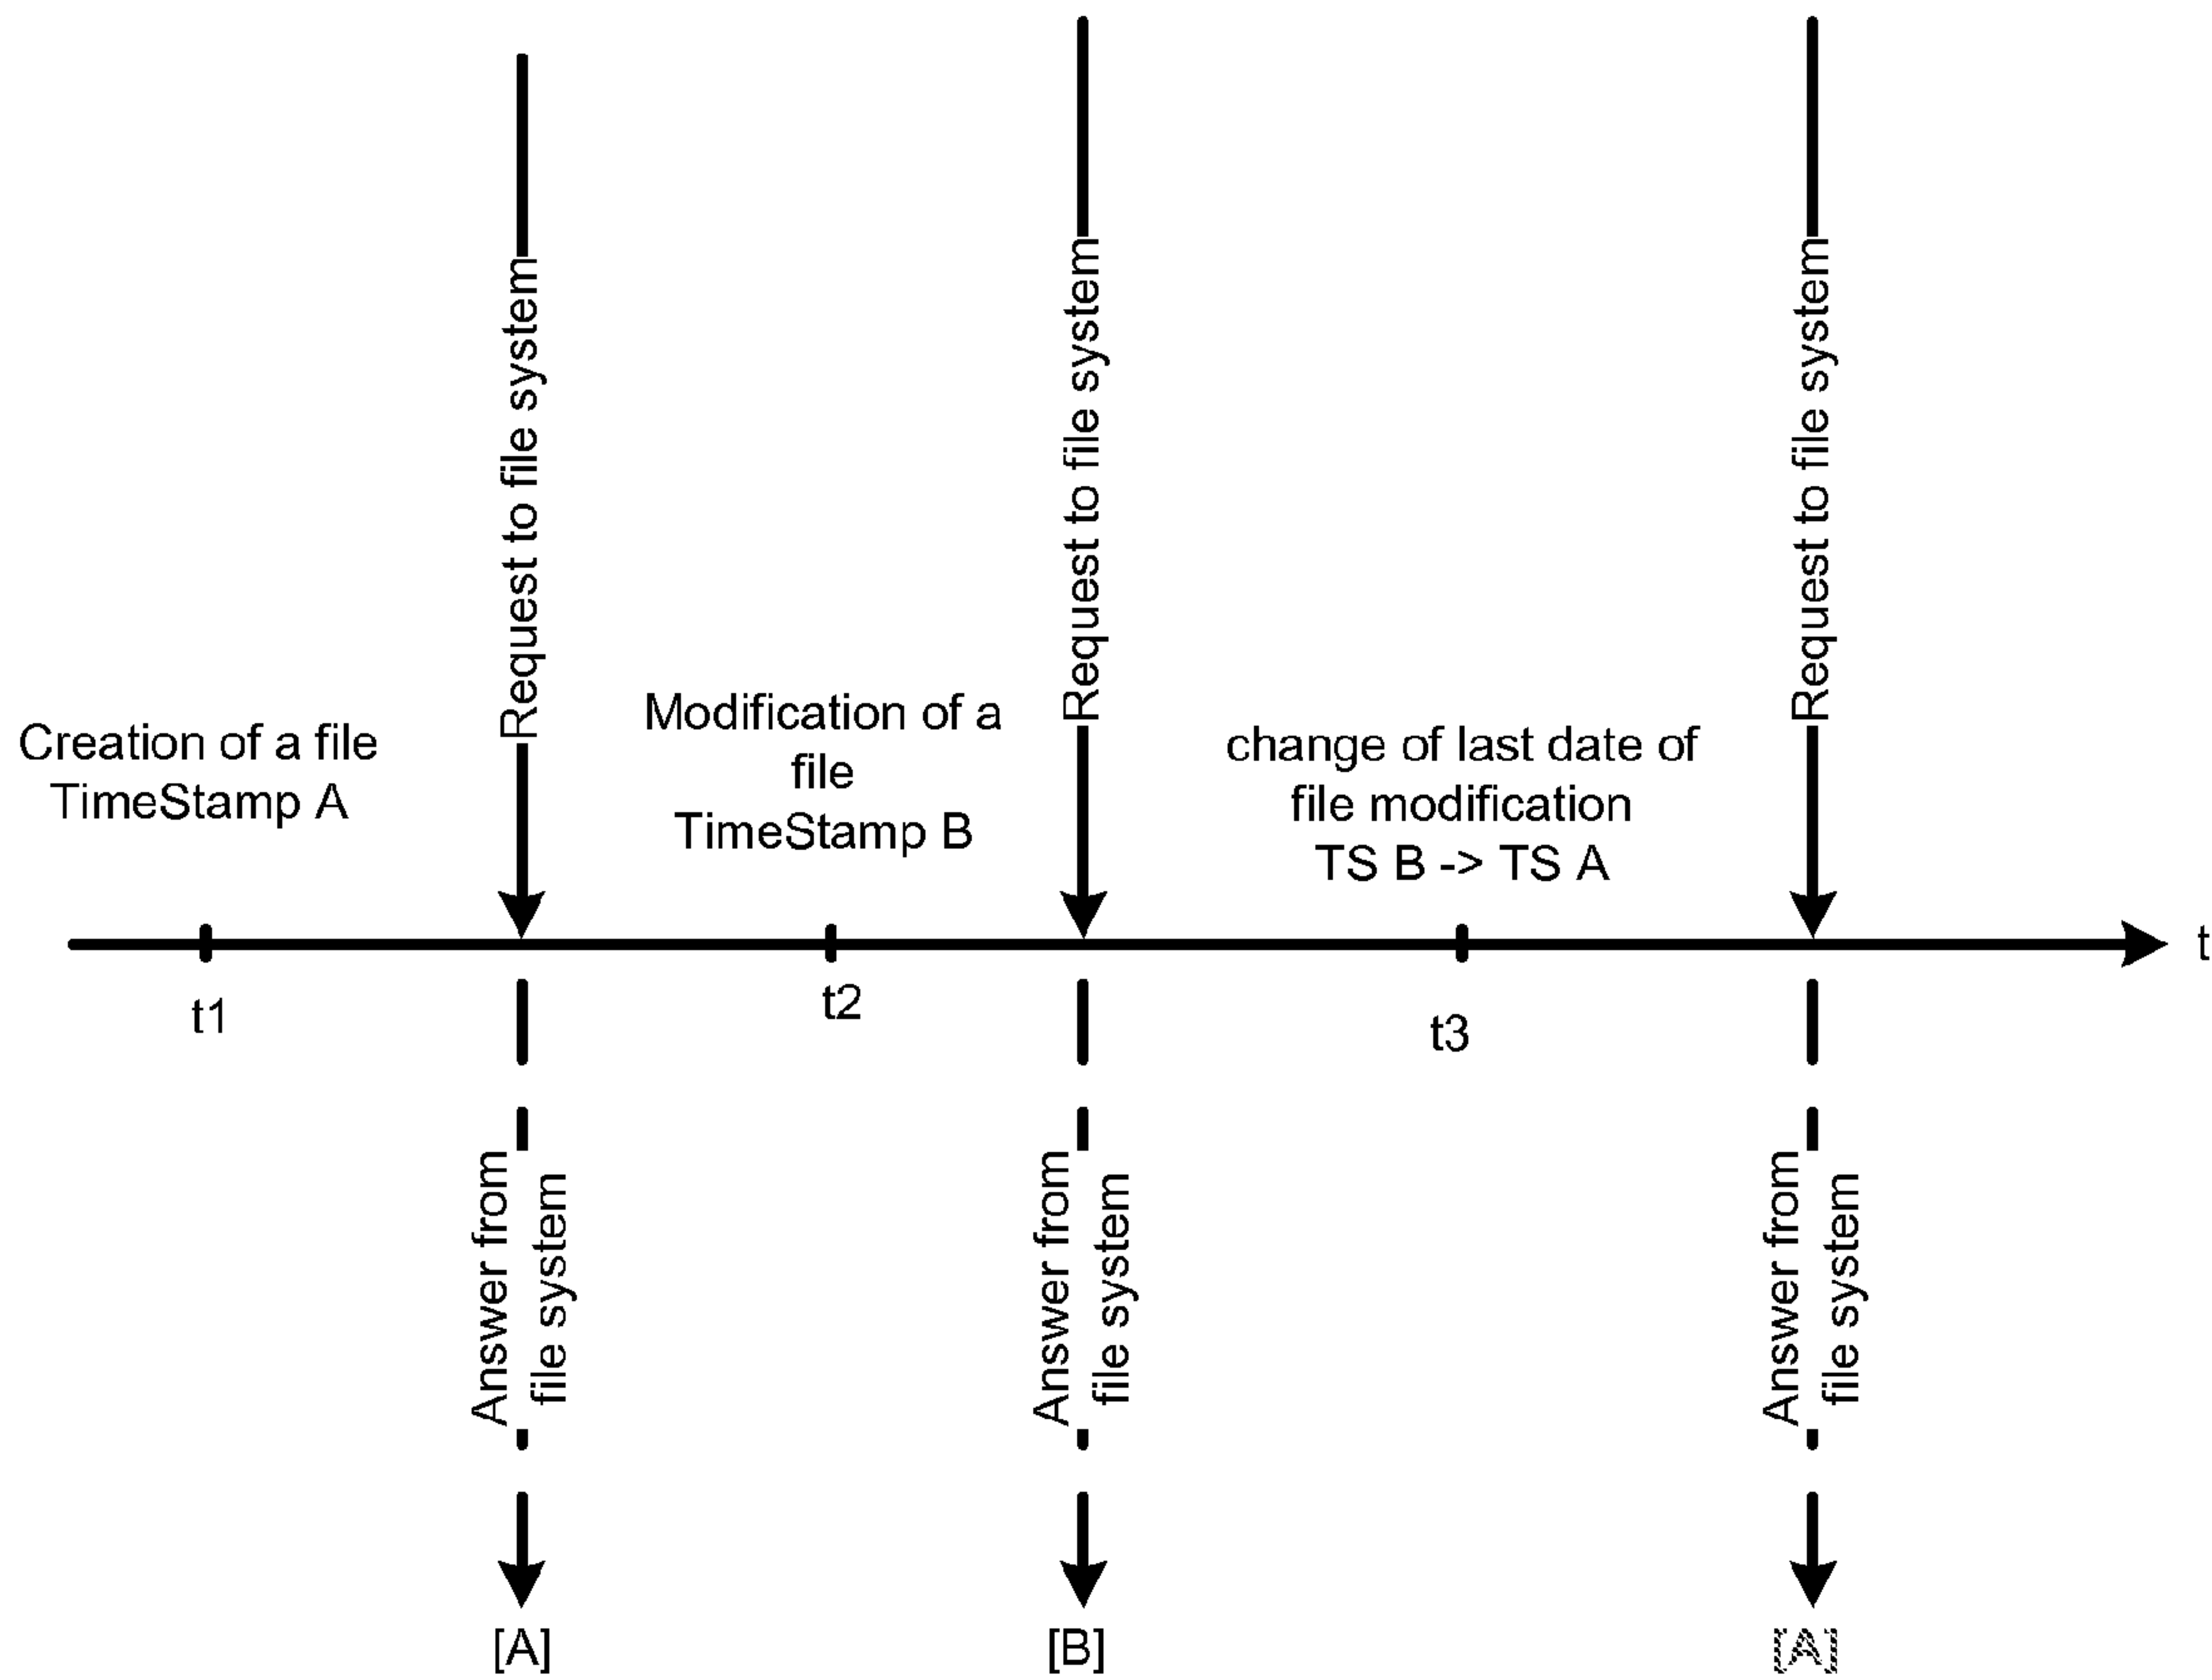 Request to file system
Request to file system
Request to file system
Creation of a file
TimeStamp A
Modification of a
file
TimeStamp B
change of last date of
file modification
TS B -> TS A
t
t1
t2
t3
Answer from
file system
Answer from
file system
Answer from
file system
[A]
[B]
[A]